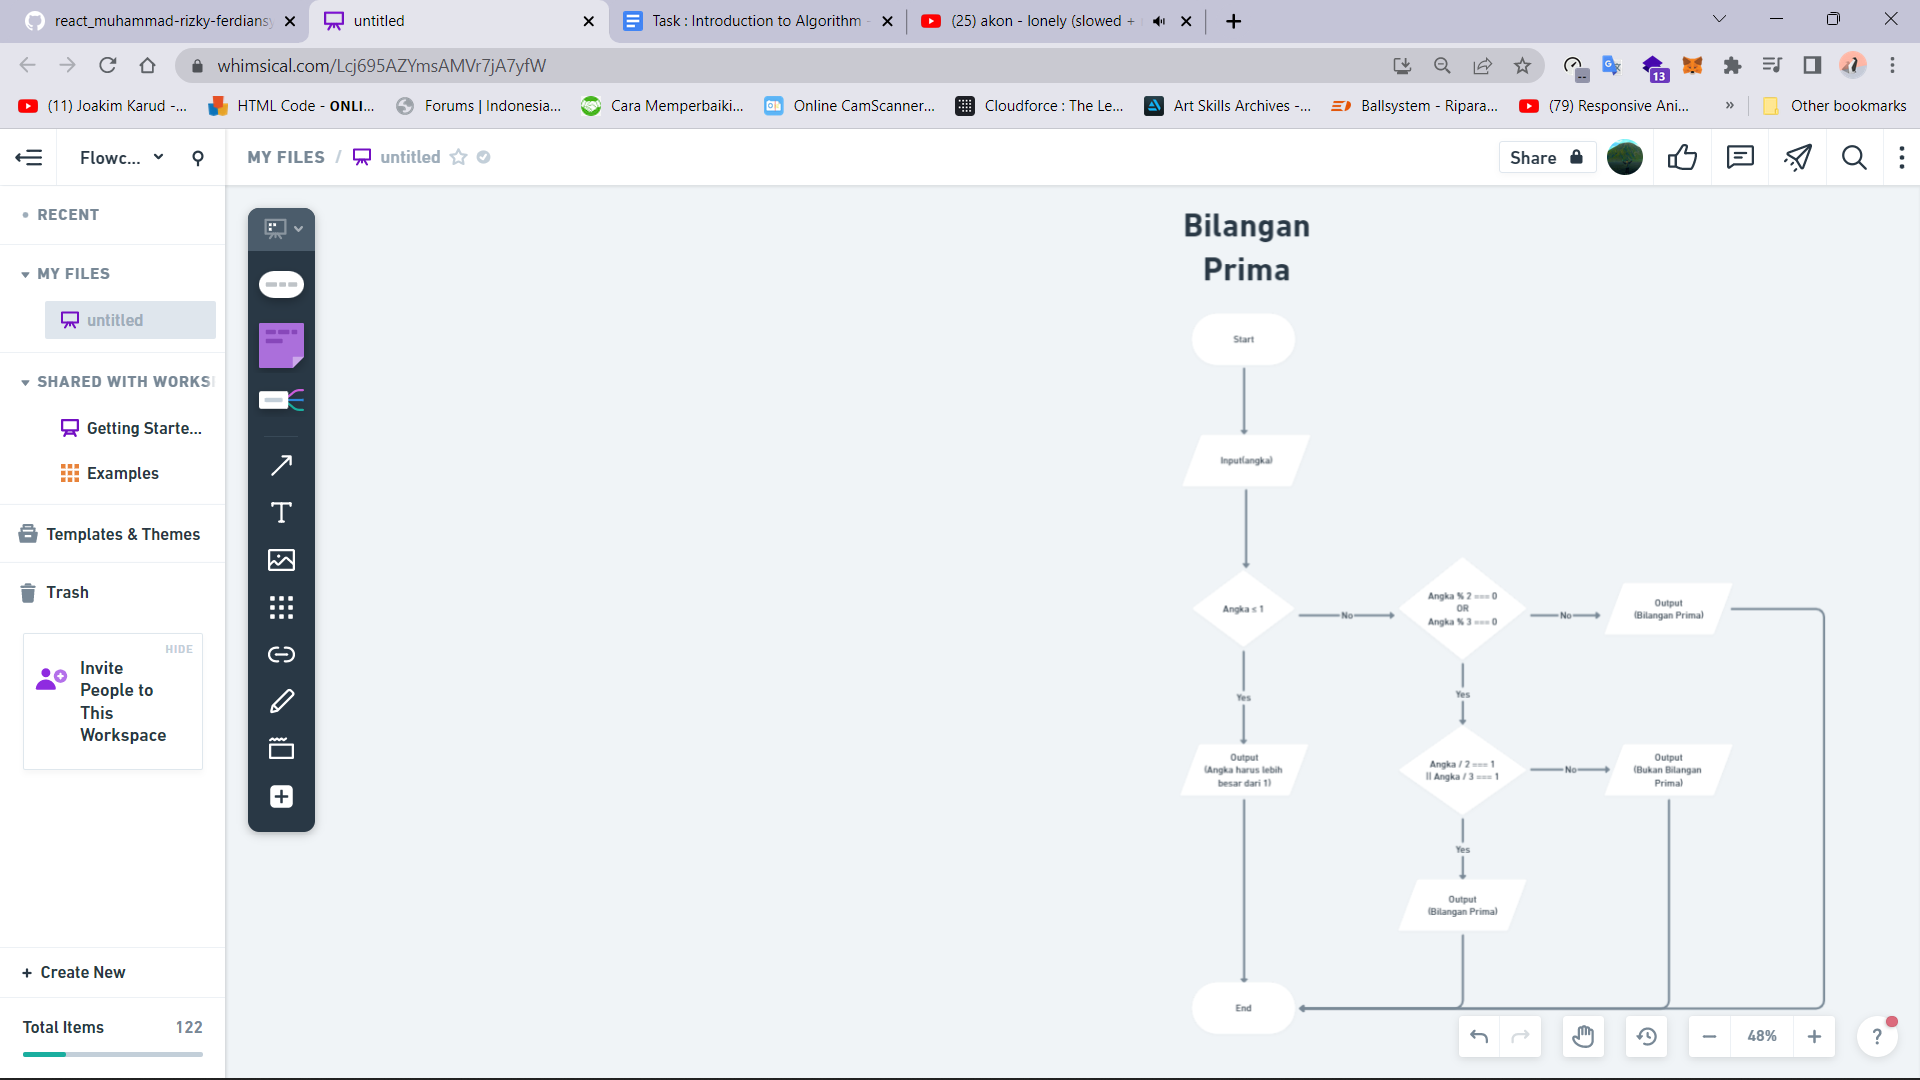 react_muhammad-rizky-ferdians
untitled
Task : Introduction to Algorithm -
(25) akon - lonely (slowed +
whimsical.com/Lcj695AZYmsAMVr7jA7yfW
13
(11) Joakim Karud -...
HTML Code - ONLI...
Forums | Indonesia...
Cara Memperbaiki...
Online CamScanner...
Cloudforce : The Le...
Art Skills Archives -...
Ballsystem - Ripara...
(79) Responsive Ani...
»
Other bookmarks
Flowc...
MY FILES / untitled
Share
RECENT
MY FILES
untitled
SHARED WITH WORKS
Getting Starte...
Examples
Templates & Themes
Trash
HIDE
Invite
People to
This
Workspace
+ Create New
Total Items 122
Bilangan
Prima
Start
Input(angka)
Angka ≤ 1
No
Angka % 2 === 0
OR
Angka % 3 === 0
No
Output
(Bilangan Prima)
Yes
Yes
Output
(Angka harus lebih
besar dari 1)
Angka / 2 === 1
|| Angka / 3 === 1
No
Output
(Bukan Bilangan
Prima)
Yes
Output
(Bilangan Prima)
End
48%
?